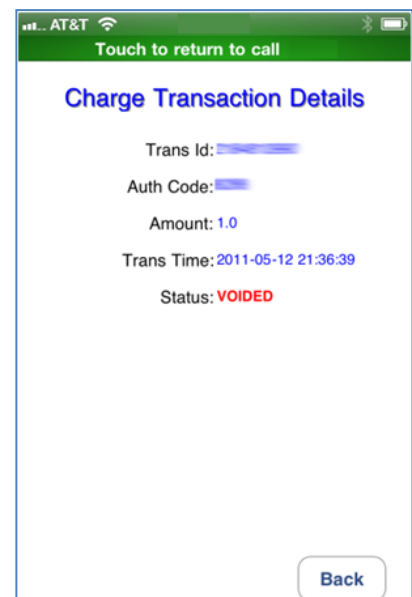 AT&T
Touch to return to call
Charge Transaction Details
Trans Id:
Auth Code:
Amount: 1.0
Trans Time: 2011-05-12 21:36:39
Status: VOIDED
Back